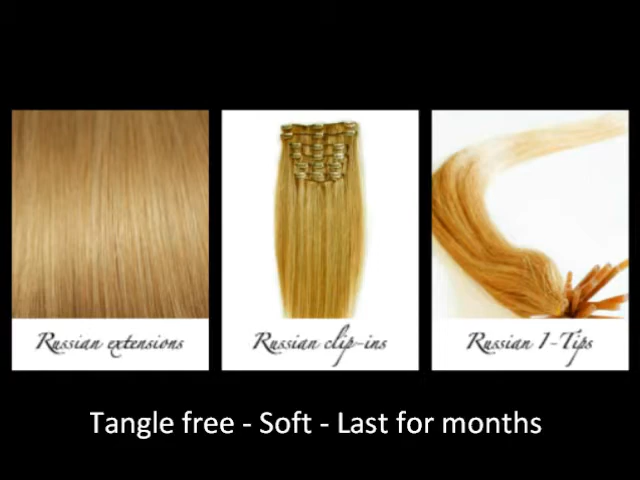 Russian extensions
Russian clip-ins
Russian I-Tips
Tangle free - Soft - Last for months